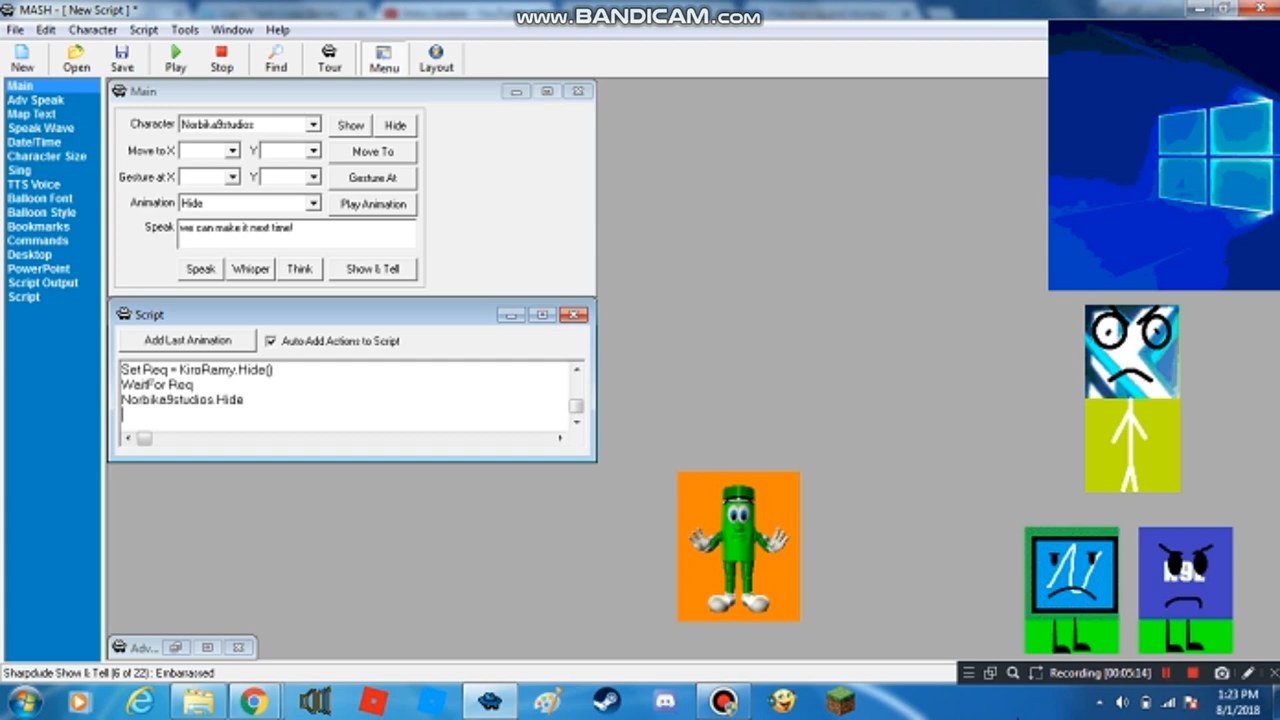 MASH - [ New Script ] *
www.BANDICAM.com
File Edit Character Script Tools Window Help
New Open Save Play Stop Find Tour Menu Layout
Main
Adv Speak
Map Text
Speak Wave
Date/Time
Character Size
Sing
TTS Voice
Balloon Font
Balloon Style
Bookmarks
Commands
Desktop
PowerPoint
Script Output
Script
Main
Character Norbika9studios Show Hide
Move to X Y Move To
Gesture at X Y Gesture At
Animation Hide Play Animation
Speak we can make it next time!
Speak Whisper Think Show & Tell
Script
Add Last Animation Auto-Add Actions to Script
Set Req = KiroRamy.Hide()
WaitFor Req
Norbika9studios.Hide
Adv...
Sharpdude Show & Tell (6 of 22): Embarrassed
Recording [00:05:14]
1:23 PM
8/1/2018